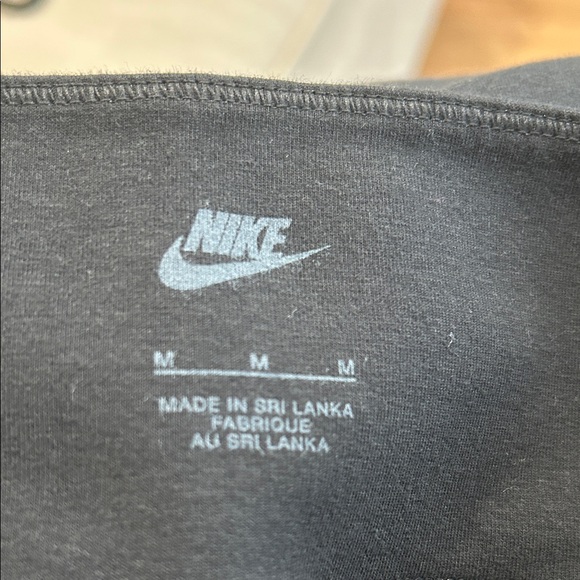 NIKE
M M M
MADE IN SRI LANKA
FABRIQUE
AU SRI LANKA